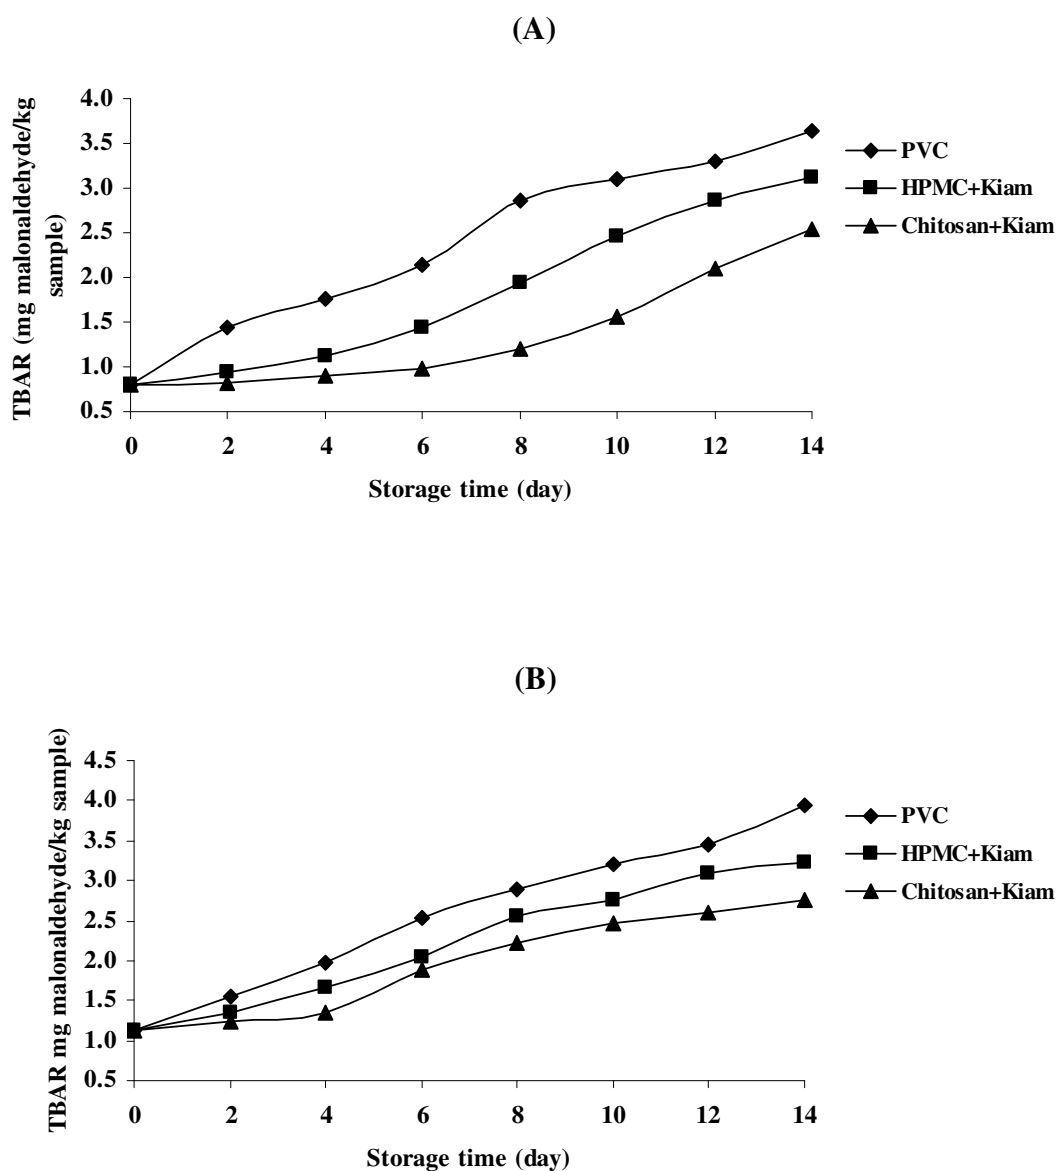 (A)
4.0
3.5
3.0
2.5
2.0
1.5
1.0
0.5
TBAR (mg malonaldehyde/kg
sample)
0 2 4 6 8 10 12 14
Storage time (day)
PVC
HPMC+Kiam
Chitosan+Kiam
(B)
4.5
4.0
3.5
3.0
2.5
2.0
1.5
1.0
0.5
TBAR mg malonaldehyde/kg sample)
0 2 4 6 8 10 12 14
Storage time (day)
PVC
HPMC+Kiam
Chitosan+Kiam